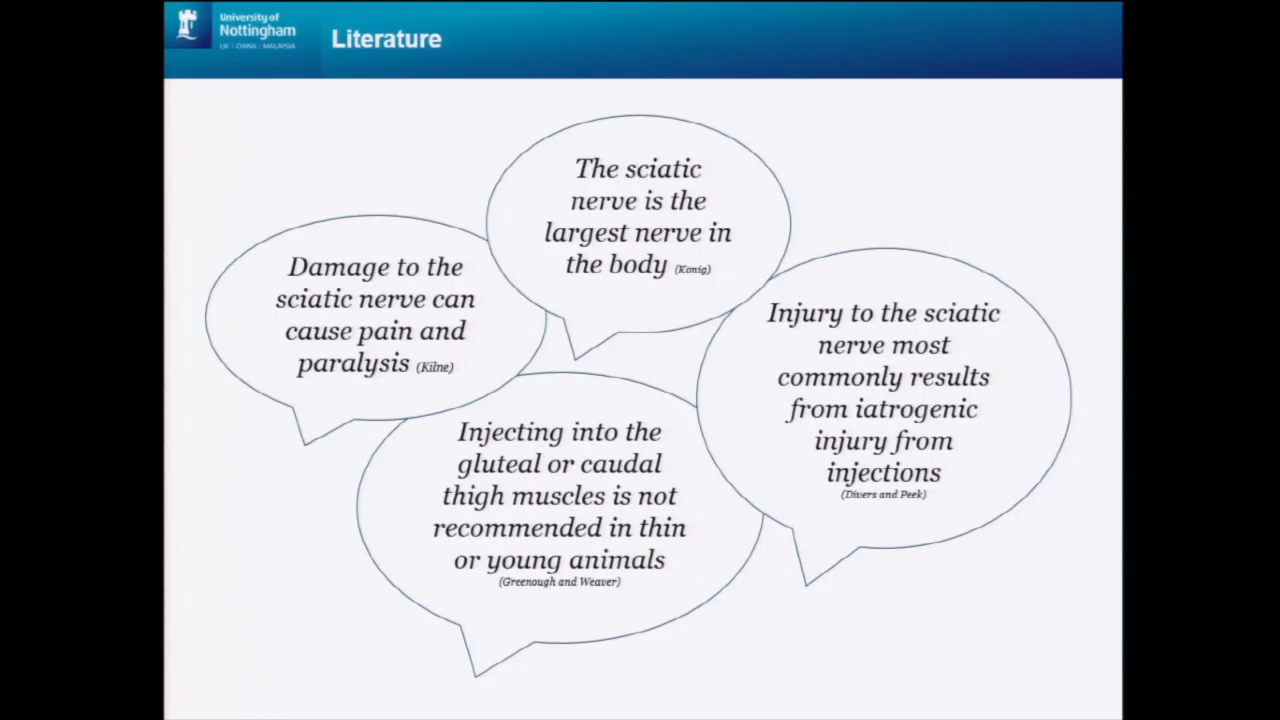 University of
Nottingham
UK | CHINA | MALAYSIA
Literature
The sciatic
nerve is the
largest nerve in
the body (Konig)
Damage to the
sciatic nerve can
cause pain and
paralysis (Kilne)
Injury to the sciatic
nerve most
commonly results
from iatrogenic
injury from
injections
(Divers and Peek)
Injecting into the
gluteal or caudal
thigh muscles is not
recommended in thin
or young animals
(Greenough and Weaver)